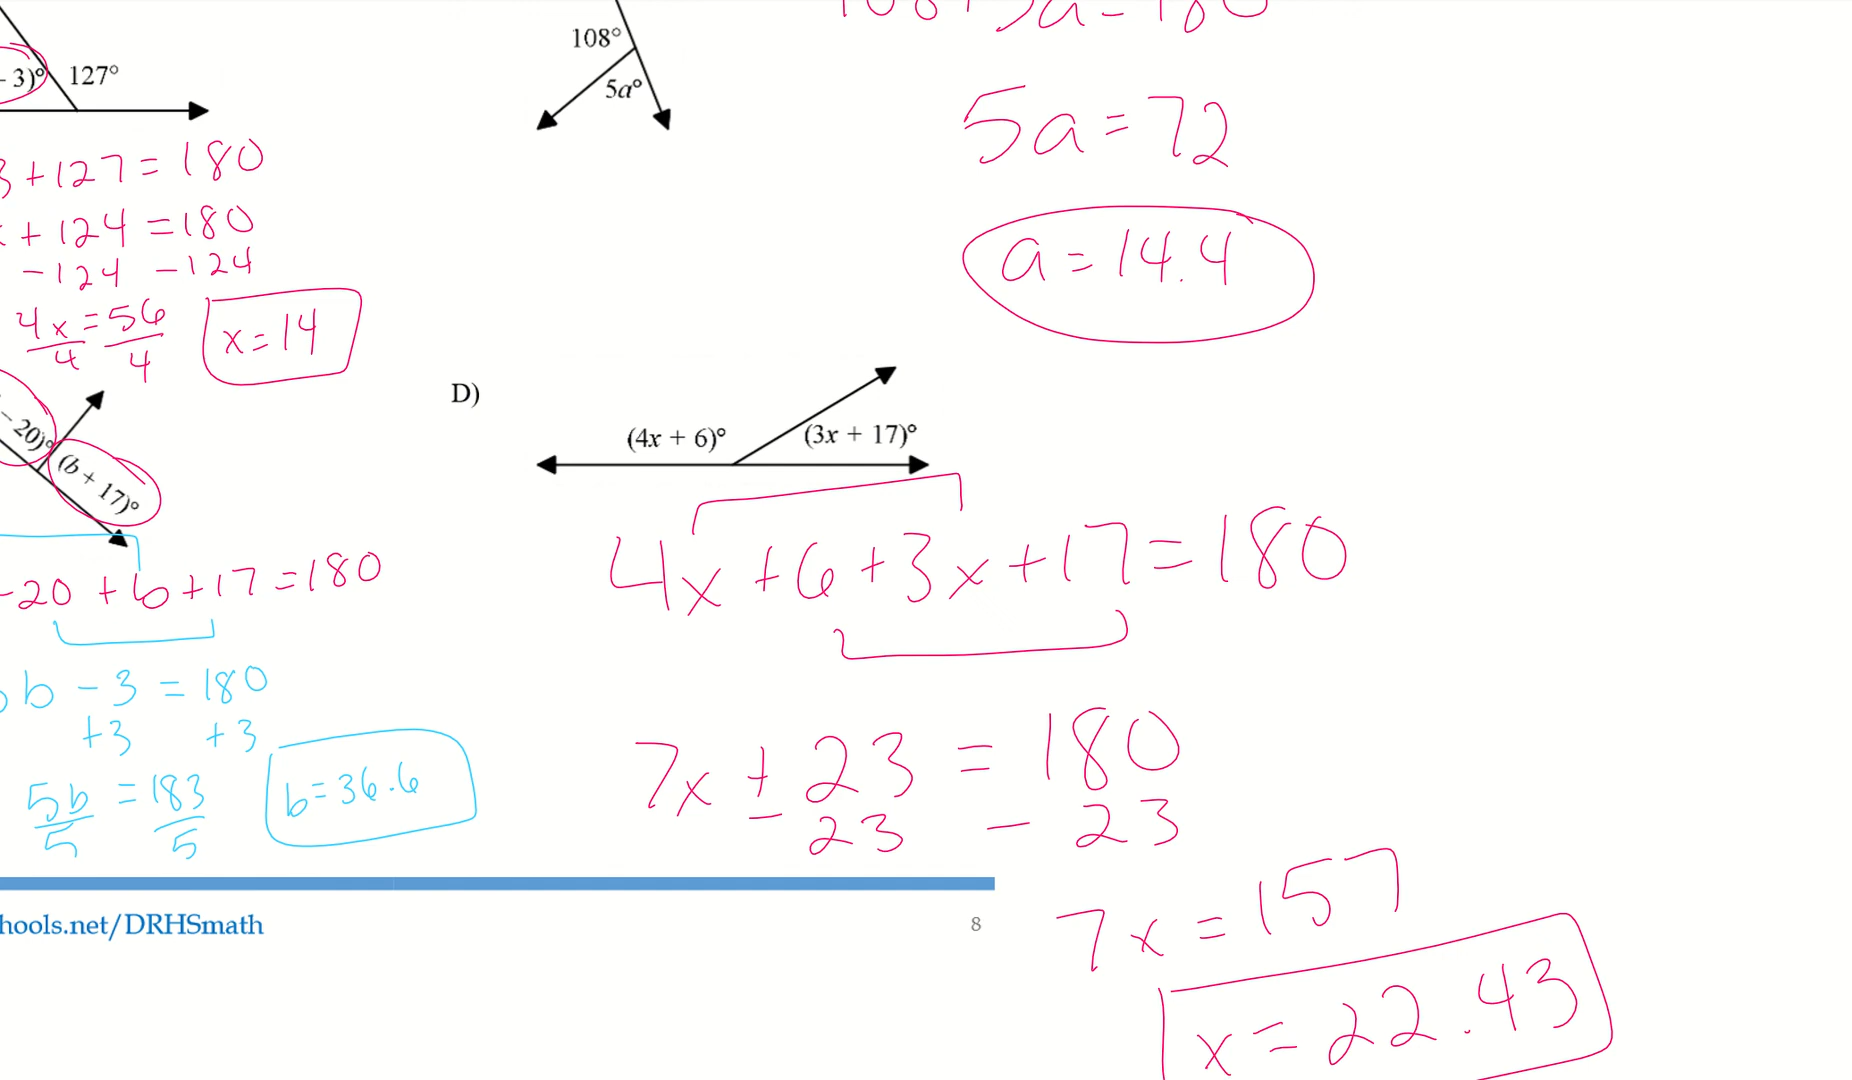 - 3)° 127°
3 + 127 = 180
+ 124 = 180
- 124 - 124
4x = 56
4 4
x = 14
108°
5a°
108 + 5a = 180
5a = 72
a = 14.4
- 20)°
(b + 17)°
- 20 + b + 17 = 180
b - 3 = 180
+3 +3
5b = 183
5 5
b = 36.6
D)
(4x + 6)° (3x + 17)°
4x + 6 + 3x + 17 = 180
7x + 23 = 180
- 23 - 23
7x = 157
x = 22.43
hools.net/DRHSmath
8